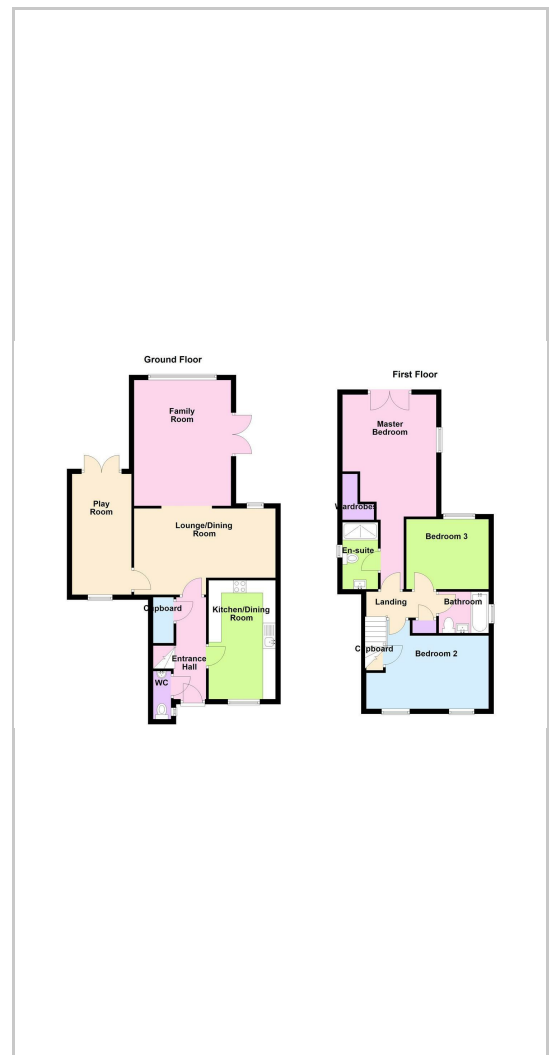 Ground Floor
Family
Room
Play
Room
Lounge/Dining
Room
Cupboard
Kitchen/Dining
Room
Entrance
Hall
WC
First Floor
Master
Bedroom
Wardrobes
En-suite
Bedroom 3
Landing
Bathroom
Cupboard
Bedroom 2